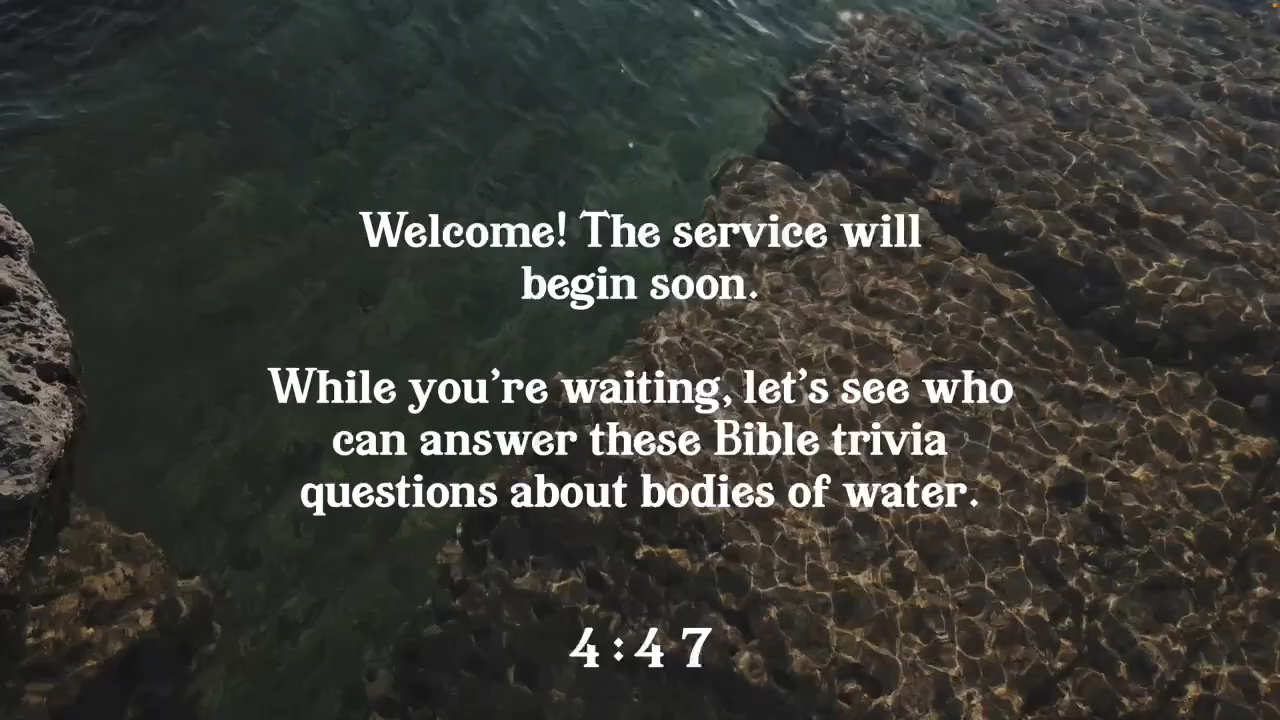 Welcome! The service will
begin soon.
While you’re waiting, let’s see who
can answer these Bible trivia
questions about bodies of water.
4:47